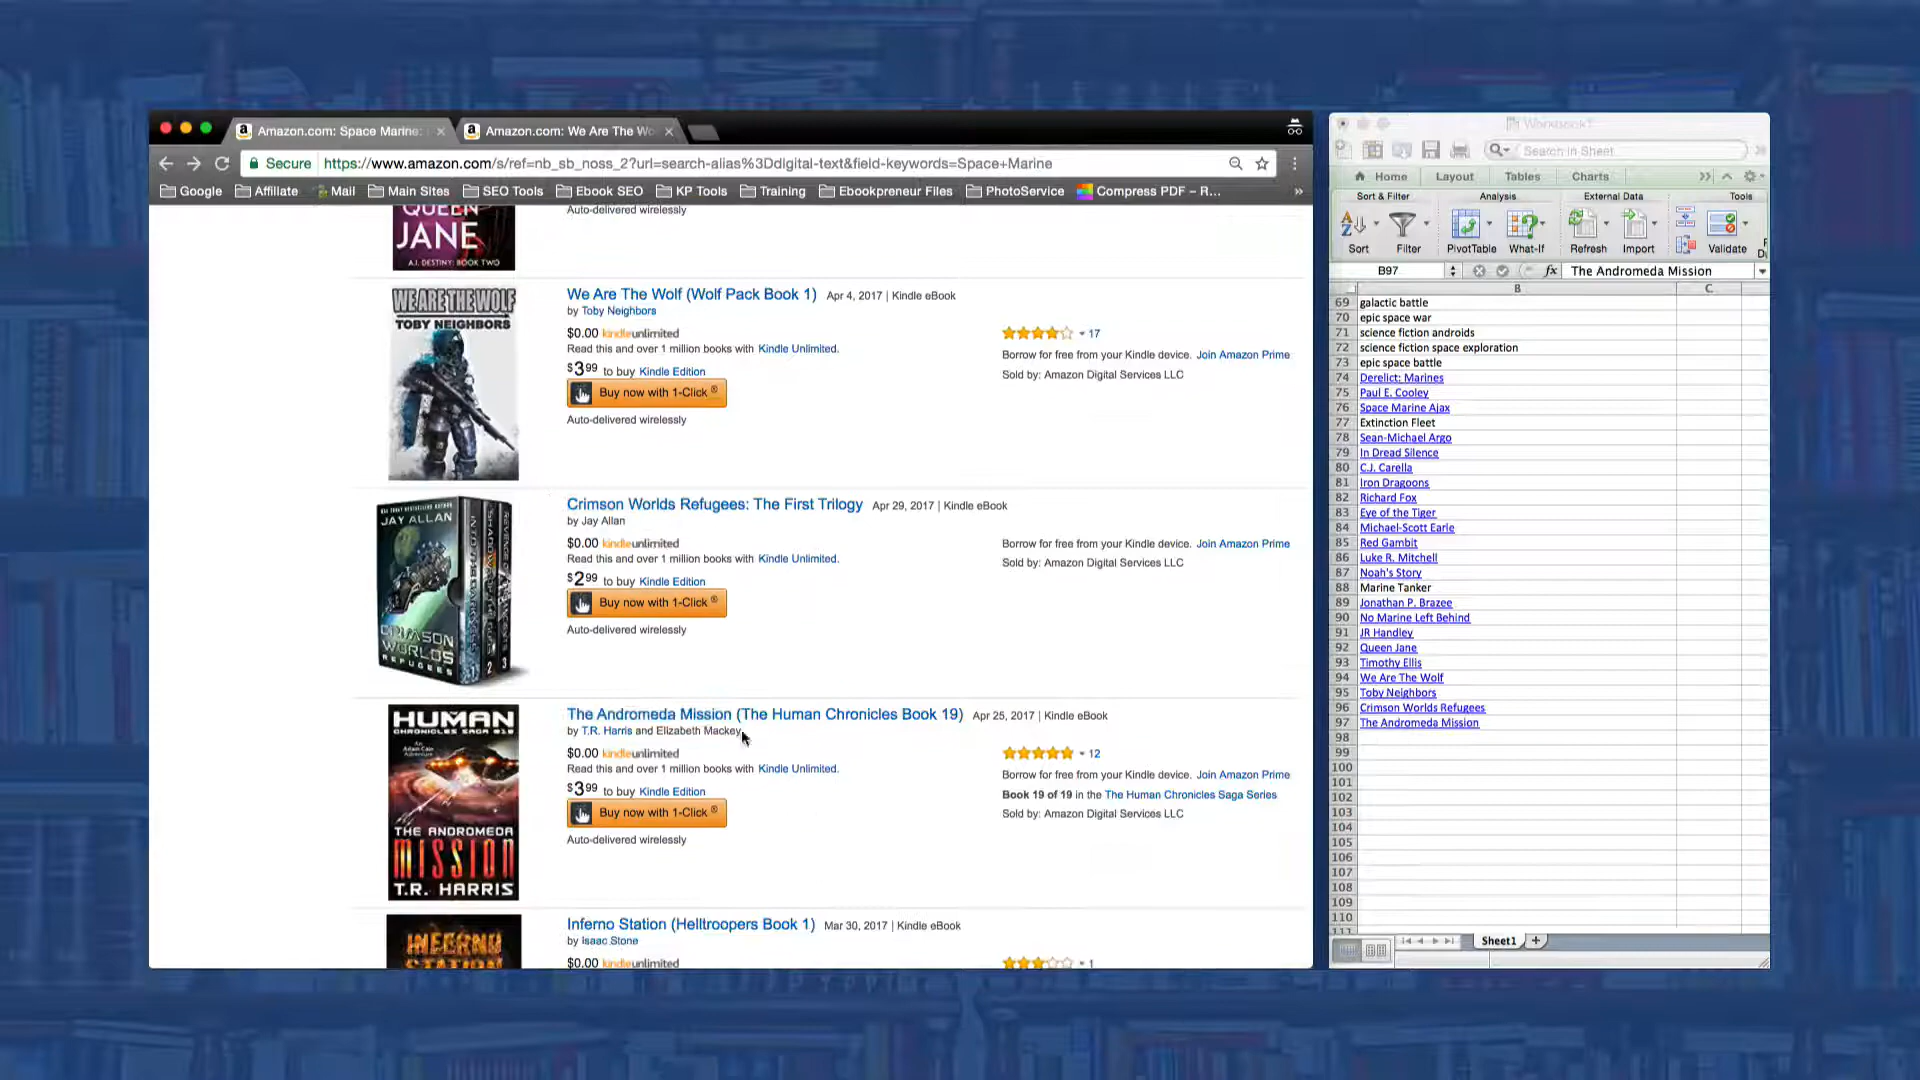 Amazon.com: Space Marine:
Amazon.com: We Are The Wo
Secure
https://www.amazon.com/s/ref=nb_sb_noss_2?url=search-alias%3Ddigital-text&field-keywords=Space+Marine
Google
Affiliate
Mail
Main Sites
SEO Tools
Ebook SEO
KP Tools
Training
Ebookpreneur Files
PhotoService
Compress PDF – R...
»
QUEEN
JANE
A.I. DESTINY: BOOK TWO
Auto-delivered wirelessly
WE ARE THE WOLF
TOBY NEIGHBORS
We Are The Wolf (Wolf Pack Book 1) Apr 4, 2017 | Kindle eBook
by Toby Neighbors
$0.00 kindleunlimited
Read this and over 1 million books with Kindle Unlimited.
$3.99 to buy Kindle Edition
Buy now with 1-Click ®
Auto-delivered wirelessly
17
Borrow for free from your Kindle device. Join Amazon Prime
Sold by: Amazon Digital Services LLC
JAY ALLAN
CRIMSON
WORLDS
REFUGEES
2
3
Crimson Worlds Refugees: The First Trilogy Apr 29, 2017 | Kindle eBook
by Jay Allan
$0.00 kindleunlimited
Read this and over 1 million books with Kindle Unlimited.
$2.99 to buy Kindle Edition
Buy now with 1-Click ®
Auto-delivered wirelessly
Borrow for free from your Kindle device. Join Amazon Prime
Sold by: Amazon Digital Services LLC
HUMAN
THE ANDROMEDA
MISSION
T.R. HARRIS
The Andromeda Mission (The Human Chronicles Book 19) Apr 25, 2017 | Kindle eBook
by T.R. Harris and Elizabeth Mackey
$0.00 kindleunlimited
Read this and over 1 million books with Kindle Unlimited.
$3.99 to buy Kindle Edition
Buy now with 1-Click ®
Auto-delivered wirelessly
12
Borrow for free from your Kindle device. Join Amazon Prime
Book 19 of 19 in the The Human Chronicles Saga Series
Sold by: Amazon Digital Services LLC
INFERNO
STATION
Inferno Station (Helltroopers Book 1) Mar 30, 2017 | Kindle eBook
by Isaac Stone
$0.00 kindleunlimited
1
Workbook1
Search in Sheet
Home
Layout
Tables
Charts
Sort & Filter
Analysis
External Data
Tools
Sort
Filter
PivotTable
What-If
Refresh
Import
Validate
B97
fx
The Andromeda Mission
B
C
69 galactic battle
70 epic space war
71 science fiction androids
72 science fiction space exploration
73 epic space battle
74 Derelict: Marines
75 Paul E. Cooley
76 Space Marine Ajax
77 Extinction Fleet
78 Sean-Michael Argo
79 In Dread Silence
80 C.J. Carella
81 Iron Dragoons
82 Richard Fox
83 Eye of the Tiger
84 Michael-Scott Earle
85 Red Gambit
86 Luke R. Mitchell
87 Noah's Story
88 Marine Tanker
89 Jonathan P. Brazee
90 No Marine Left Behind
91 JR Handley
92 Queen Jane
93 Timothy Ellis
94 We Are The Wolf
95 Toby Neighbors
96 Crimson Worlds Refugees
97 The Andromeda Mission
98
99
100
101
102
103
104
105
106
107
108
109
110
111
Sheet1